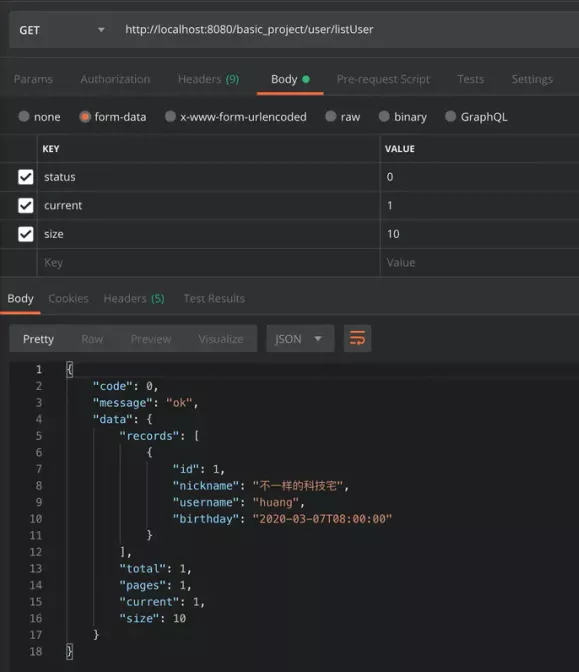 GET http://localhost:8080/basic_project/user/listUser
Params Authorization Headers (9) Body Pre-request Script Tests Settings
none form-data x-www-form-urlencoded raw binary GraphQL
KEY VALUE
status 0
current 1
size 10
Key Value
Body Cookies Headers (5) Test Results
Pretty Raw Preview Visualize JSON
1 {
2 "code": 0,
3 "message": "ok",
4 "data": {
5 "records": [
6 {
7 "id": 1,
8 "nickname": "不一样的科技宅",
9 "username": "huang",
10 "birthday": "2020-03-07T08:00:00"
11 }
12 ],
13 "total": 1,
14 "pages": 1,
15 "current": 1,
16 "size": 10
17 }
18 }